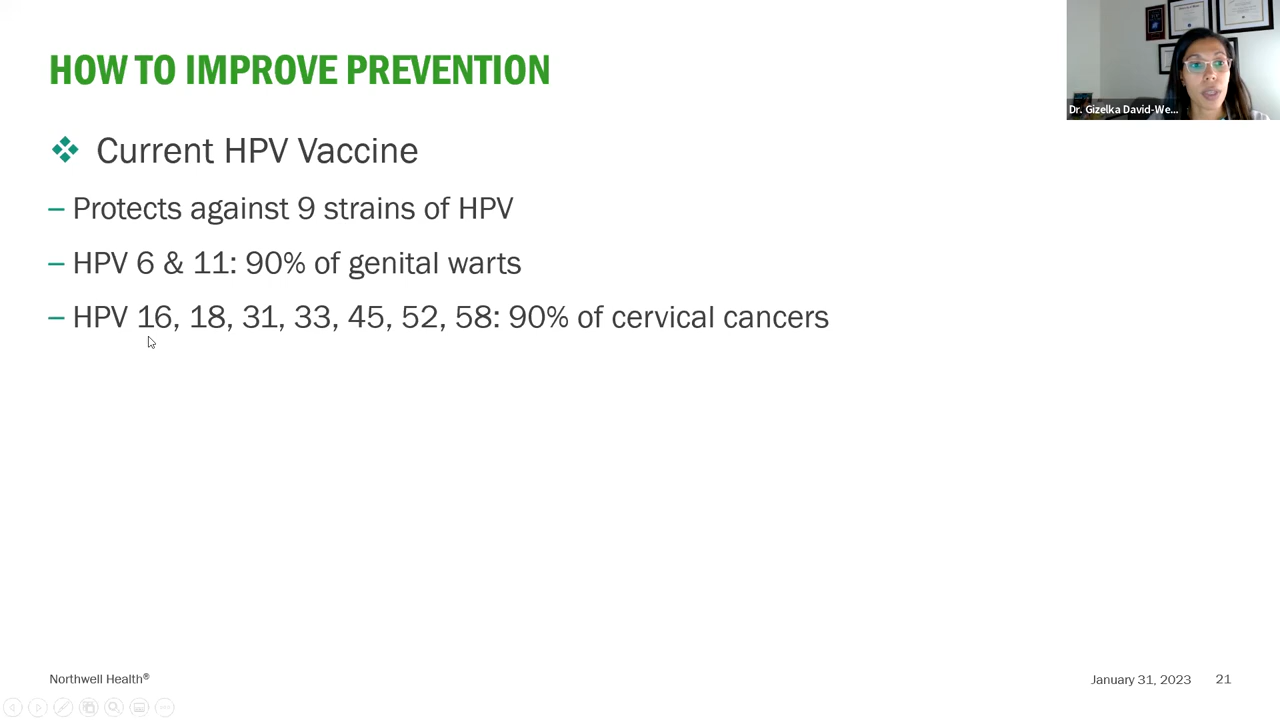 HOW TO IMPROVE PREVENTION
Dr. Gizelka David-We...
❖ Current HPV Vaccine
– Protects against 9 strains of HPV
– HPV 6 & 11: 90% of genital warts
– HPV 16, 18, 31, 33, 45, 52, 58: 90% of cervical cancers
Northwell Health®
January 31, 2023 21